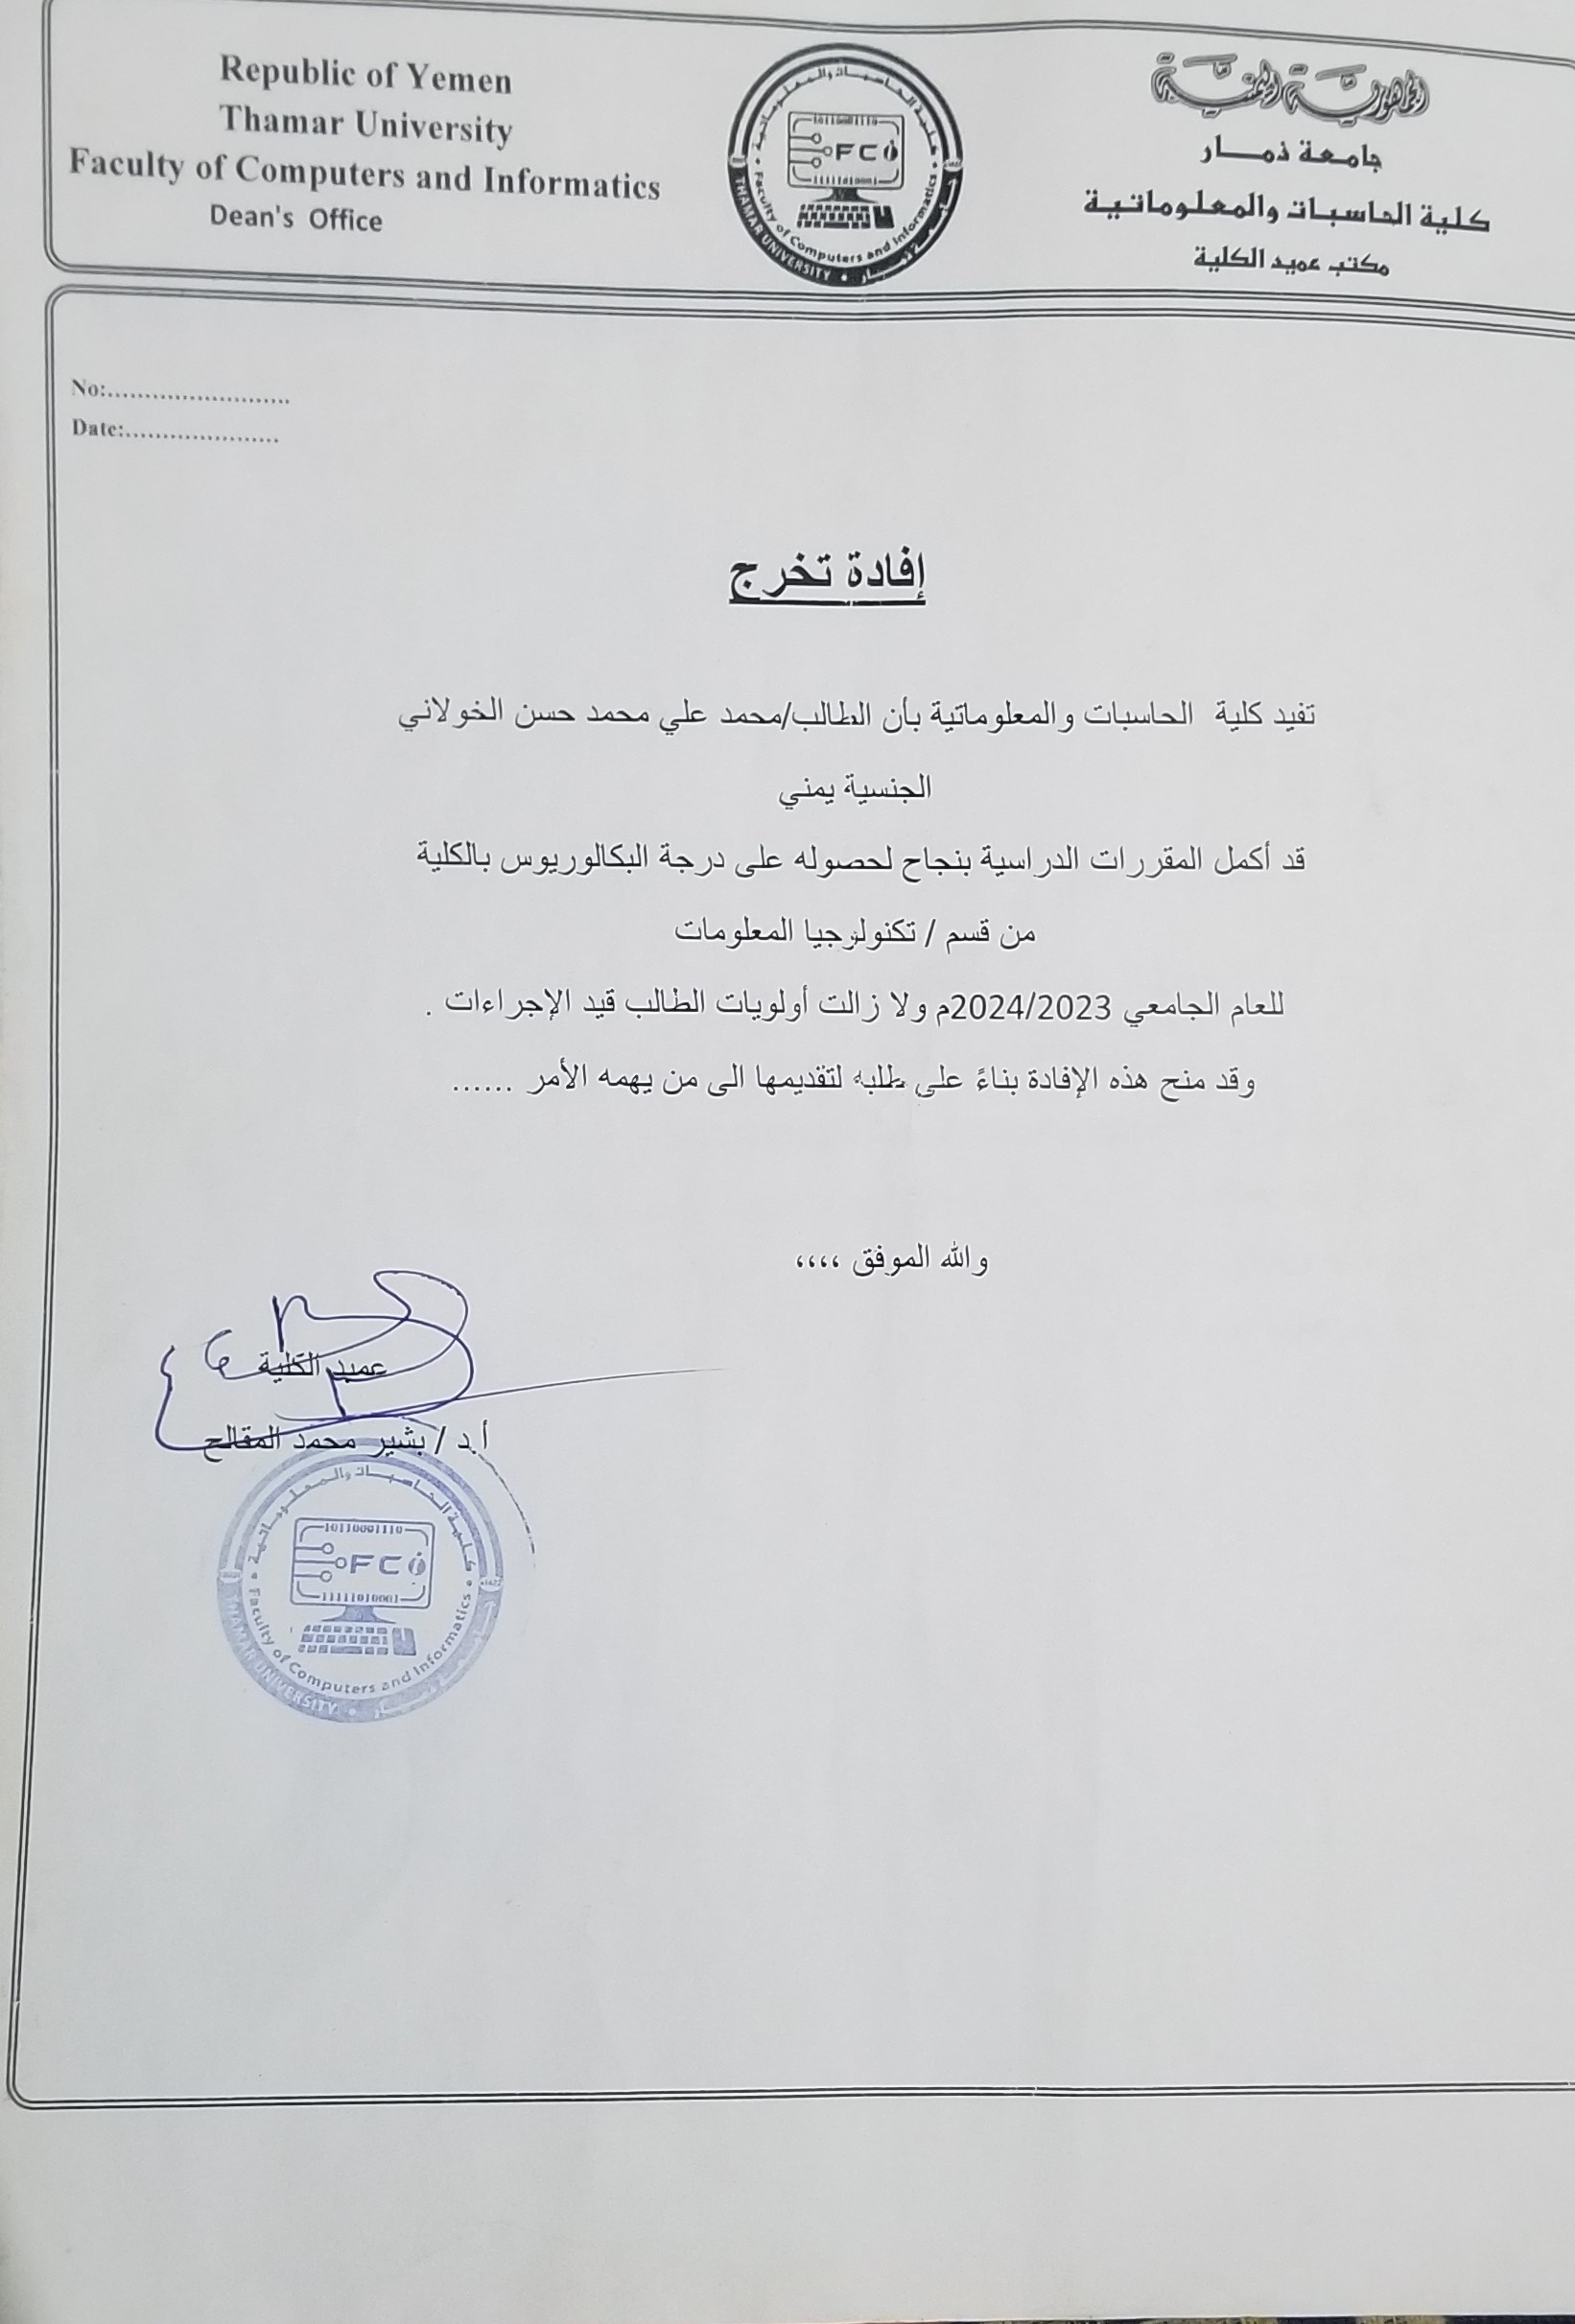 Republic of Yemen
Thamar University
Faculty of Computers and Informatics
Dean's Office
كلية الحاسبات والمعلوماتية
10110001110
FCi
11111010001
Faculty of Computers and Informatics
THAMAR UNIVERSITY
الجمهورية اليمنية
جامعة ذمار
كلية الحاسبات والمعلوماتية
مكتب عميد الكلية
No:.........................
Date:.....................
إفادة تخرج
تفيد كلية الحاسبات والمعلوماتية بأن الطالب/محمد علي محمد حسن الخولاني
الجنسية يمني
قد أكمل المقررات الدراسية بنجاح لحصوله على درجة البكالوريوس بالكلية
من قسم / تكنولوجيا المعلومات
للعام الجامعي 2024/2023م ولا زالت أولويات الطالب قيد الإجراءات .
وقد منح هذه الإفادة بناءً على طلبه لتقديمها الى من يهمه الأمر ......
والله الموفق ،،،،
عميد الكلية
أ.د / بشير محمد المقالح
كلية الحاسبات والمعلوماتية
10110001110
FCi
11111010001
Faculty of Computers and Informatics
THAMAR UNIVERSITY